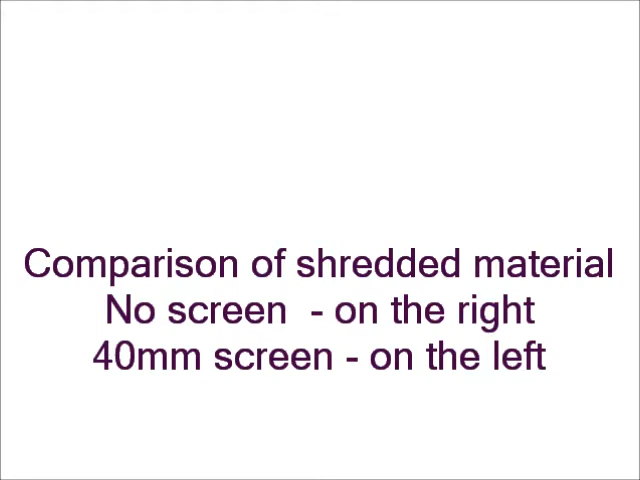 Comparison of shredded material
No screen  - on the right
40mm screen - on the left